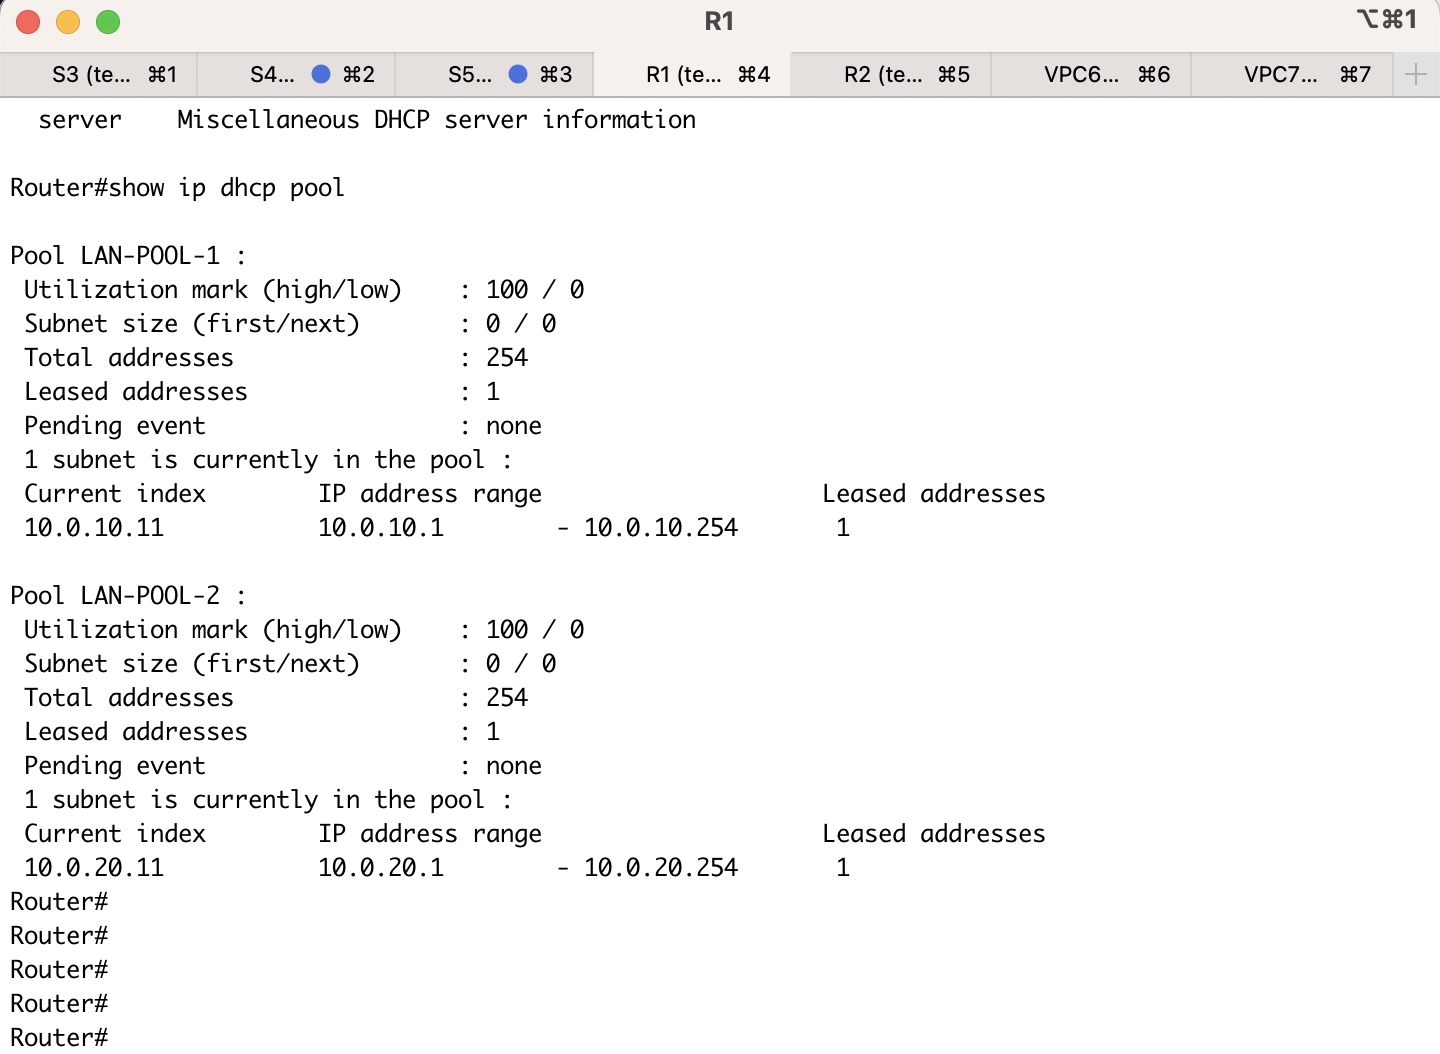 R1
⌥⌘1
S3 (te... ⌘1 S4... ⌘2 S5... ⌘3 R1 (te... ⌘4 R2 (te... ⌘5 VPC6... ⌘6 VPC7... ⌘7
server    Miscellaneous DHCP server information
Router#show ip dhcp pool
Pool LAN-POOL-1 :
 Utilization mark (high/low)    : 100 / 0
 Subnet size (first/next)       : 0 / 0
 Total addresses                : 254
 Leased addresses               : 1
 Pending event                  : none
 1 subnet is currently in the pool :
 Current index        IP address range                    Leased addresses
 10.0.10.11           10.0.10.1        - 10.0.10.254       1
Pool LAN-POOL-2 :
 Utilization mark (high/low)    : 100 / 0
 Subnet size (first/next)       : 0 / 0
 Total addresses                : 254
 Leased addresses               : 1
 Pending event                  : none
 1 subnet is currently in the pool :
 Current index        IP address range                    Leased addresses
 10.0.20.11           10.0.20.1        - 10.0.20.254       1
Router#
Router#
Router#
Router#
Router#